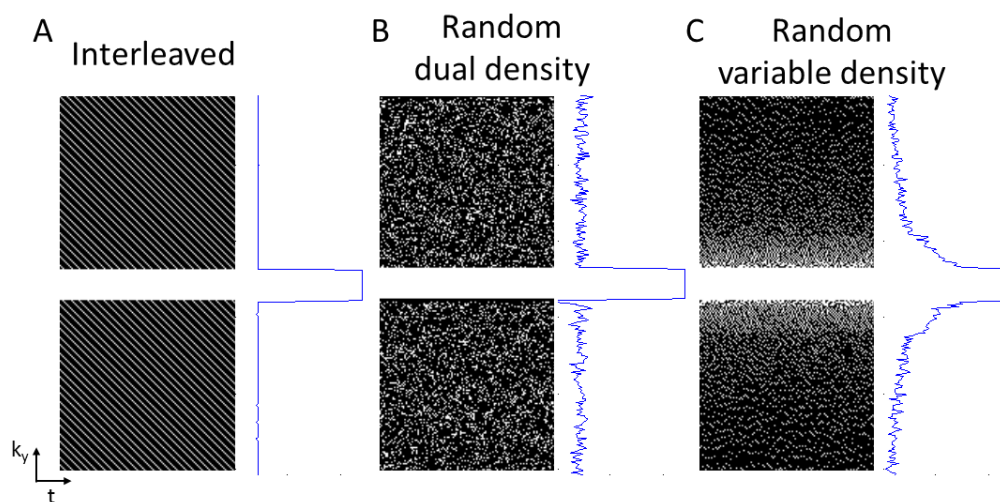 A
Interleaved
B
Random
dual density
C
Random
variable density
ky
t